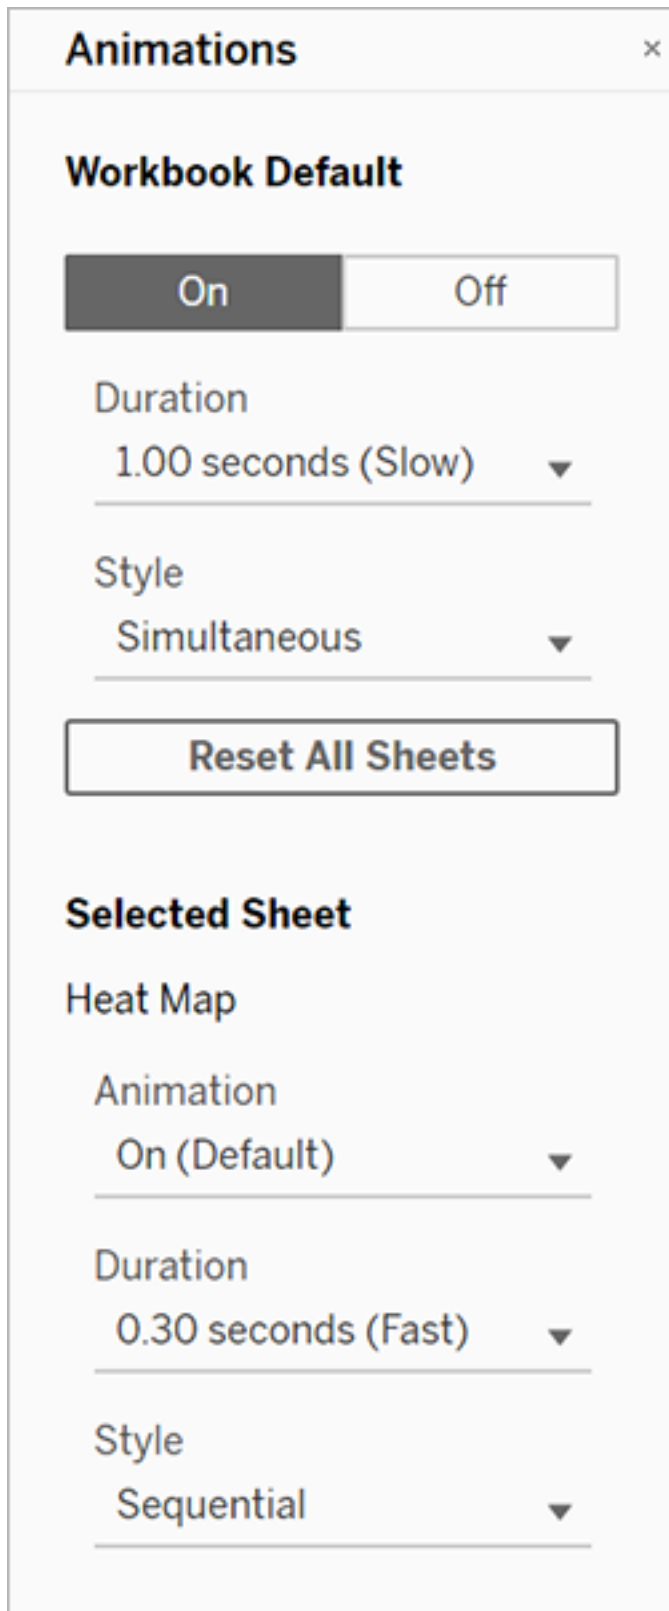 Animations ×
Workbook Default
On Off
Duration
1.00 seconds (Slow)
Style
Simultaneous
Reset All Sheets
Selected Sheet
Heat Map
Animation
On (Default)
Duration
0.30 seconds (Fast)
Style
Sequential